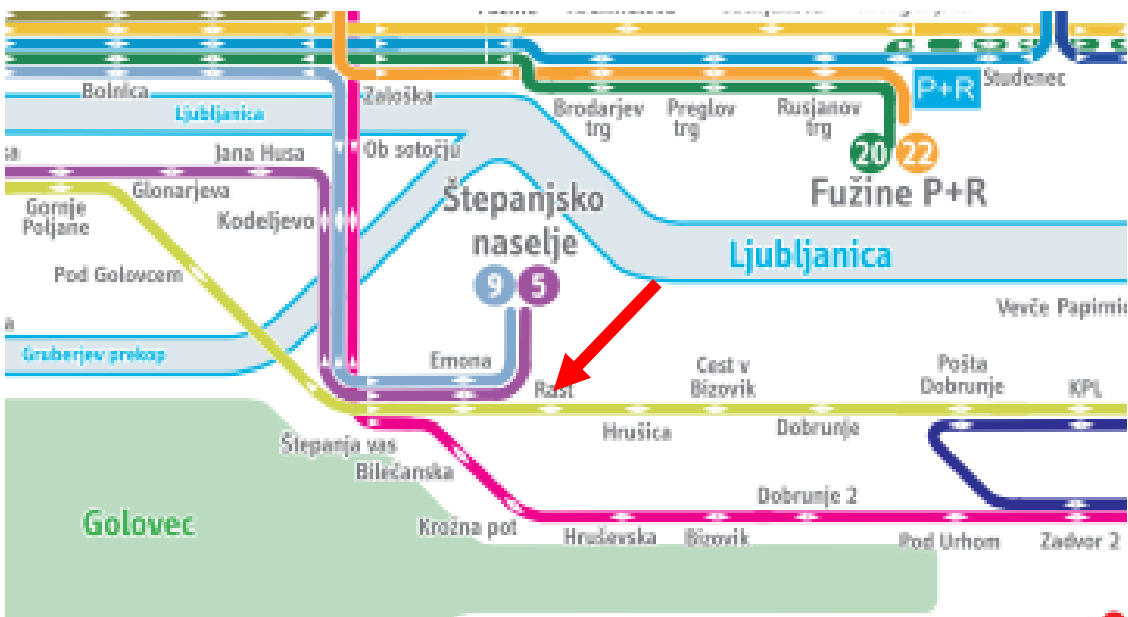 Bolnica
Ljubljanica
Zaloška
Brodarjev
trg
Preglov
trg
Rusjanov
trg
P+R
Studenec
Jana Husa
Ob sotočju
20
22
Fužine P+R
Glonarjeva
Gornje
Poljane
Kodeljevo
Štepanjsko
naselje
9
5
Ljubljanica
Pod Golovcem
Vevče
Gruberjev prekop
Emona
Rast
Cest v
Bizovik
Pošta
Dobrunje
KPL
Hrušica
Dobrunje
Štepanja vas
Bilečanska
Dobrunje 2
Golovec
Krožna pot
Hruševska
Bizovik
Pod Urhom
Zadvor 2